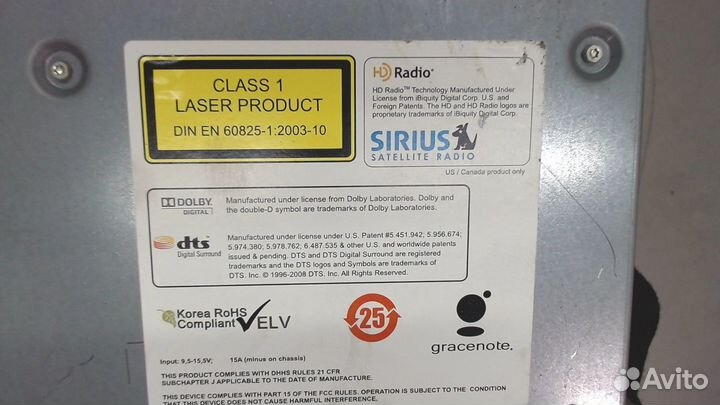 CLASS 1
LASER PRODUCT
DIN EN 60825-1:2003-10
HD Radio®
HD Radio™ Technology Manufactured Under
License from iBiquity Digital Corp. U.S. and
Foreign Patents. The HD and HD Radio logos are
proprietary trademarks of iBiquity Digital Corp.
SIRIUS
SATELLITE RADIO
US / Canada product only
DOLBY
DIGITAL
Manufactured under license from Dolby Laboratories. Dolby and
the double-D symbol are trademarks of Dolby Laboratories.
dts
Digital Surround
Manufactured under license under U.S. Patent #5.451.942; 5.956.674;
5.974.380; 5.978.762; 6.487.535 & other U.S. and worldwide patents
issued & pending. DTS and DTS Digital Surround are registered
trademarks and the DTS logos and Symbols are trademarks of
DTS. Inc. © 1996-2008 DTS. Inc. All Rights Reserved.
Korea RoHS
Compliant
ELV
25
gracenote.
Input: 9,5-15,5V; 15A (minus on chassis)
THIS PRODUCT COMPLIES WITH DHHS RULES 21 CFR
SUBCHAPTER J APPLICABLE TO THE DATE OF MANUFACTURE.
THIS DEVICE COMPLIES WITH PART 15 OF THE FCC RULES. OPERATION IS SUBJECT TO THE CONDITION
THAT THIS DEVICE DOES NOT CAUSE HARMFUL INTERFERENCE.
Avito